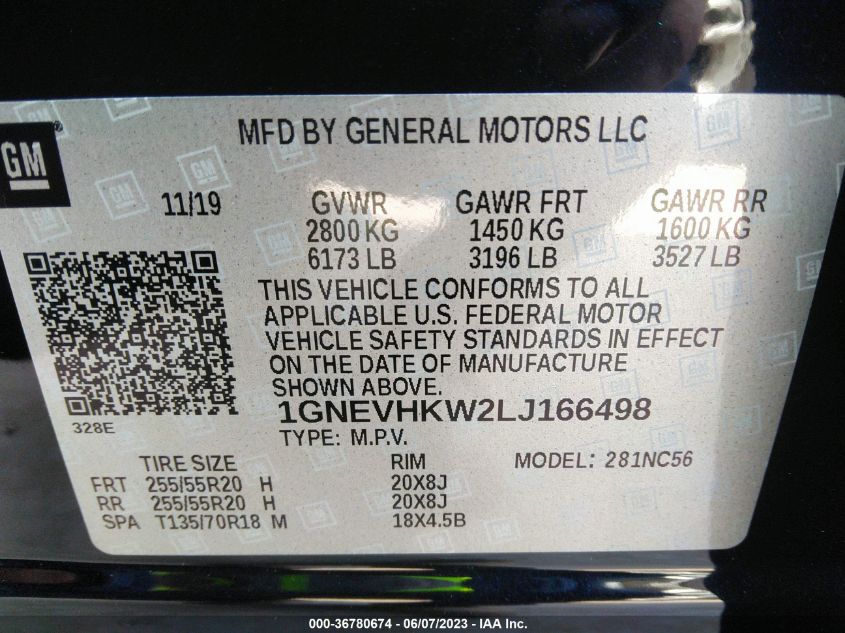 GM
MFD BY GENERAL MOTORS LLC
11/19 GVWR GAWR FRT GAWR RR
2800 KG 1450 KG 1600 KG
6173 LB 3196 LB 3527 LB
THIS VEHICLE CONFORMS TO ALL
APPLICABLE U.S. FEDERAL MOTOR
VEHICLE SAFETY STANDARDS IN EFFECT
ON THE DATE OF MANUFACTURE
SHOWN ABOVE.
328E
1GNEVHKW2LJ166498
TYPE: M.P.V.
TIRE SIZE RIM MODEL: 281NC56
FRT 255/55R20 H 20X8J
RR 255/55R20 H 20X8J
SPA T135/70R18 M 18X4.5B
000-36780674 - 06/07/2023 - IAA Inc.